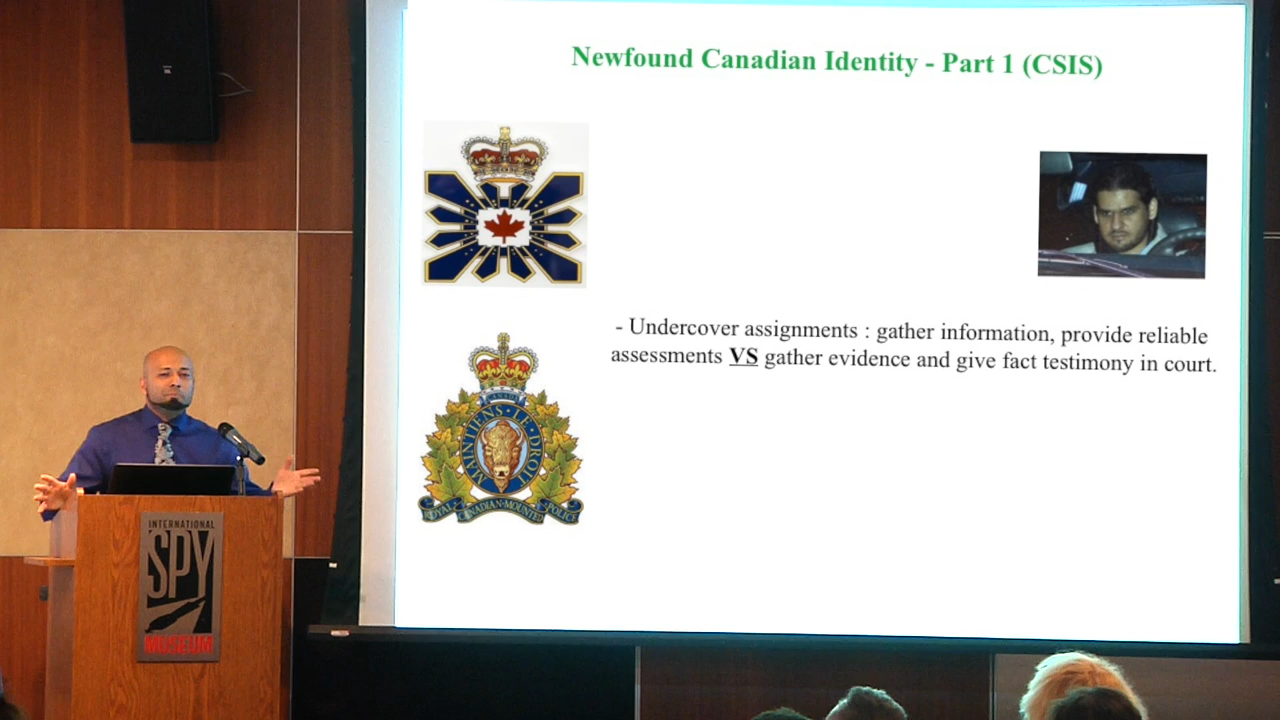 Newfound Canadian Identity - Part 1 (CSIS)
- Undercover assignments : gather information, provide reliable
assessments VS gather evidence and give fact testimony in court.
CANADA
MAINTIENS LE DROIT
ROYAL CANADIAN MOUNTED POLICE
INTERNATIONAL
SPY
MUSEUM